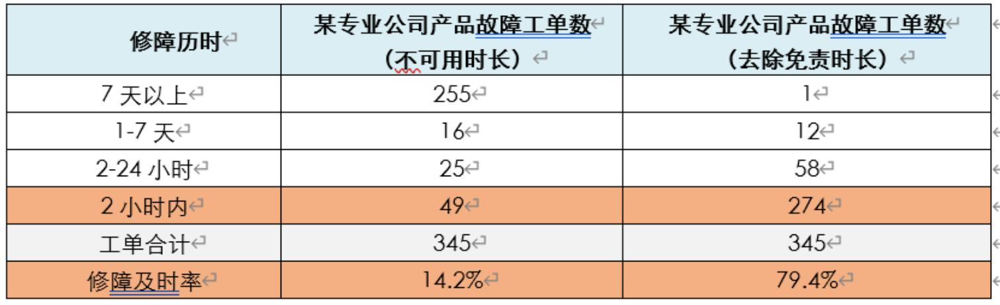 修障历时
某专业公司产品故障工单数
（不可用时长）
某专业公司产品故障工单数
（去除免责时长）
7 天以上
255
1
1-7 天
16
12
2-24 小时
25
58
2 小时内
49
274
工单合计
345
345
修障及时率
14.2%
79.4%